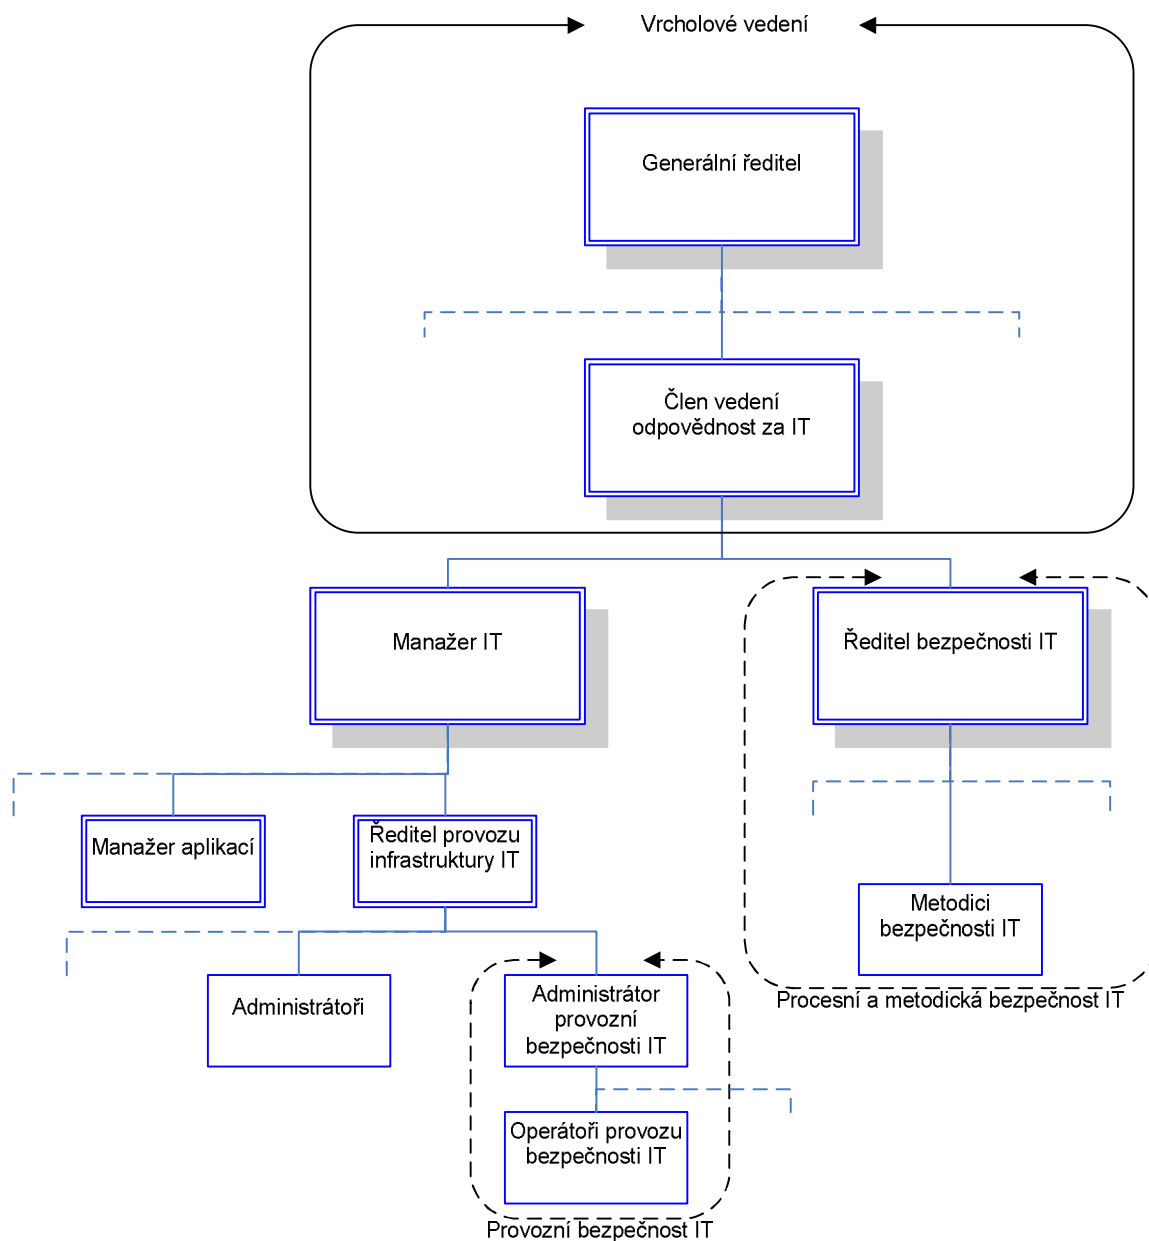 Vrcholové vedení
Generální ředitel
Člen vedení
odpovědnost za IT
Manažer IT
Ředitel bezpečnosti IT
Manažer aplikací
Ředitel provozu
infrastruktury IT
Metodici
bezpečnosti IT
Procesní a metodická bezpečnost IT
Administrátoři
Administrátor
provozní
bezpečnosti IT
Operátoři provozu
bezpečnosti IT
Provozní bezpečnost IT